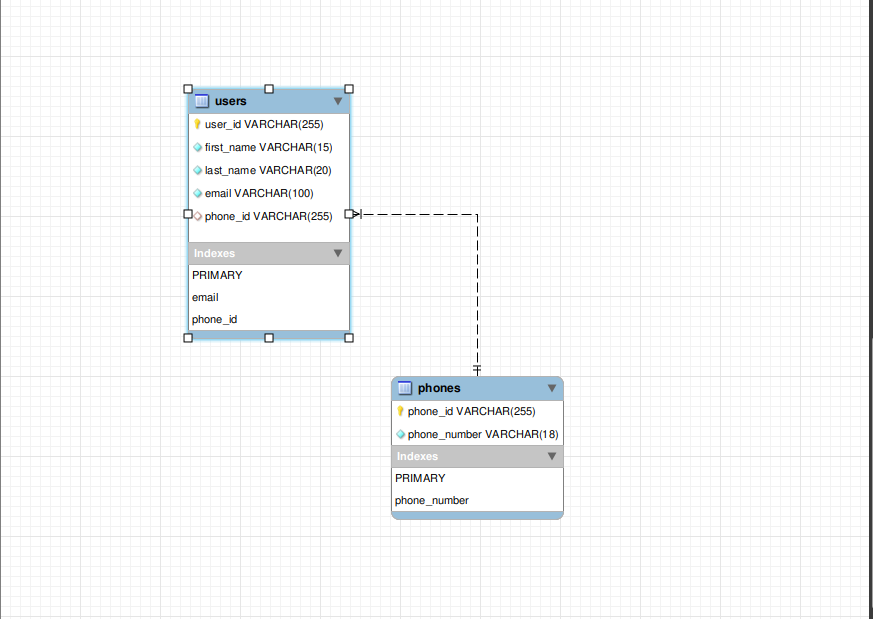 users
user_id VARCHAR(255)
first_name VARCHAR(15)
last_name VARCHAR(20)
email VARCHAR(100)
phone_id VARCHAR(255)
Indexes
PRIMARY
email
phone_id
phones
phone_id VARCHAR(255)
phone_number VARCHAR(18)
Indexes
PRIMARY
phone_number